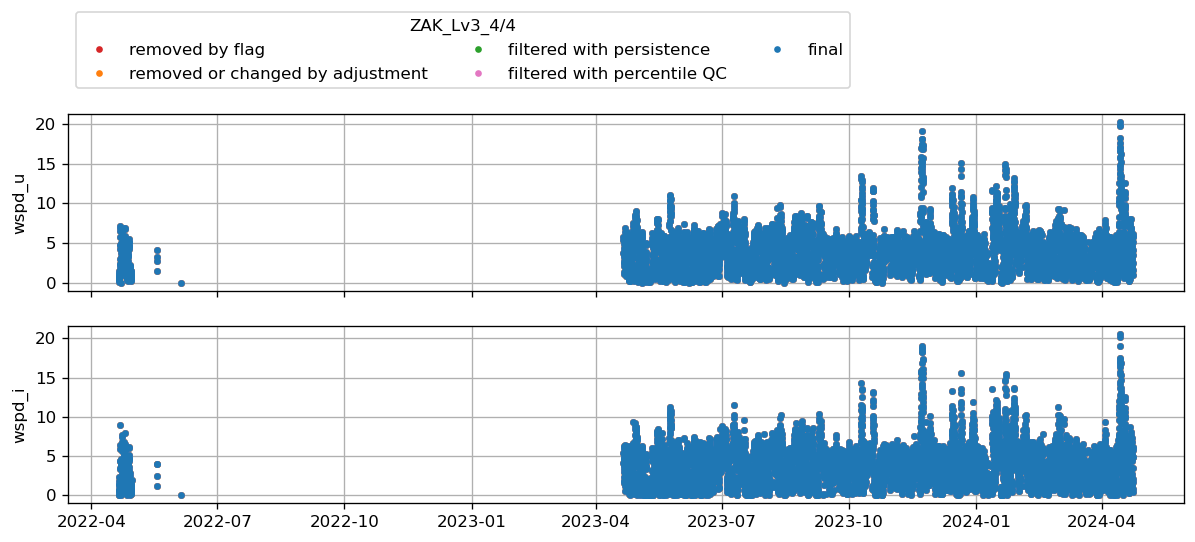 ZAK_Lv3_4/4
removed by flag
filtered with persistence
final
removed or changed by adjustment
filtered with percentile QC
20
15
10
5
0
wspd_u
20
15
10
5
0
wspd_i
2022-04 2022-07 2022-10 2023-01 2023-04 2023-07 2023-10 2024-01 2024-04